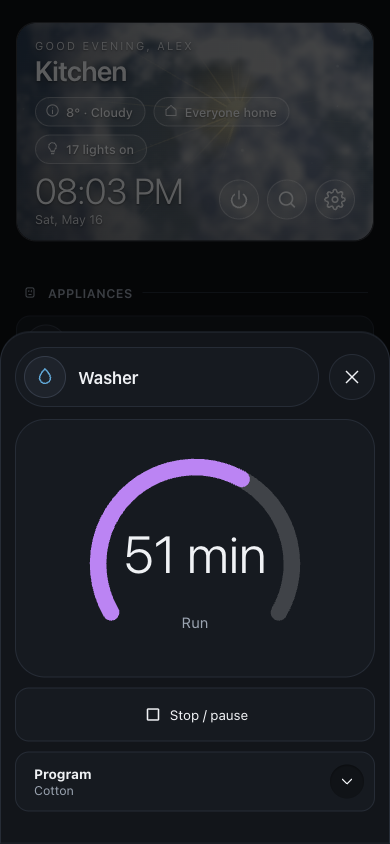 GOOD EVENING, ALEX
Kitchen
8° · Cloudy
Everyone home
17 lights on
08:03 PM
Sat, May 16
APPLIANCES
Washer
51 min
Run
Stop / pause
Program
Cotton